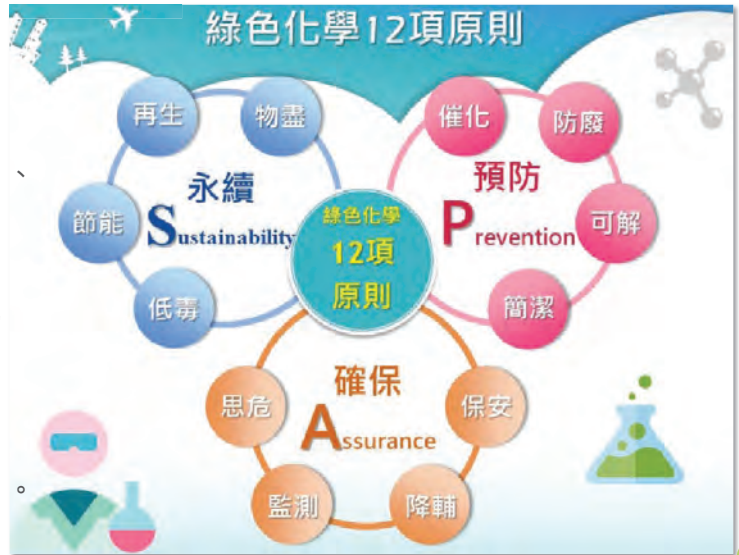 綠色化學12項原則
再生
物盡
節能
低毒
永續
Sustainability
催化
防廢
可解
簡潔
預防
Prevention
綠色化學
12項
原則
思危
保安
監測
降輔
確保
Assurance
、
。